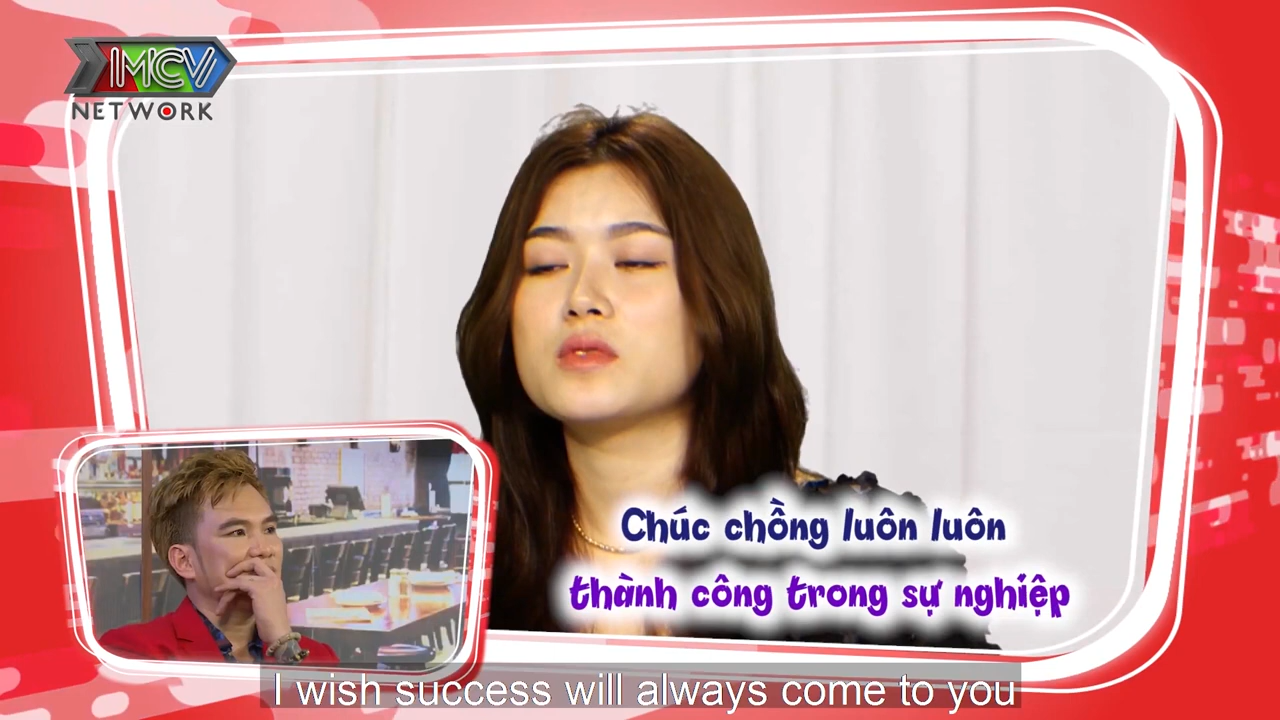 MCV
NETWORK
Chúc chồng luôn luôn
thành công trong sự nghiệp
I wish success will always come to you